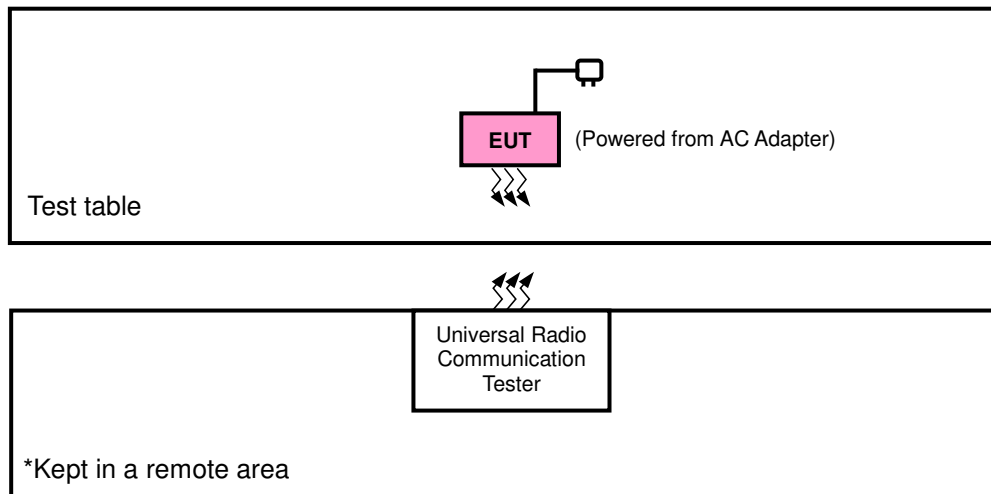 EUT
(Powered from AC Adapter)
Test table
Universal Radio
Communication
Tester
*Kept in a remote area